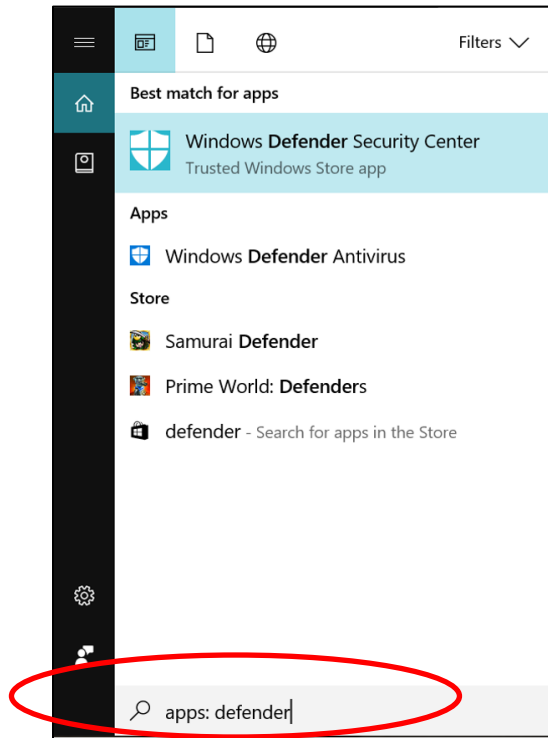 Filters
Best match for apps
Windows Defender Security Center
Trusted Windows Store app
Apps
Windows Defender Antivirus
Store
Samurai Defender
Prime World: Defenders
defender - Search for apps in the Store
apps: defender